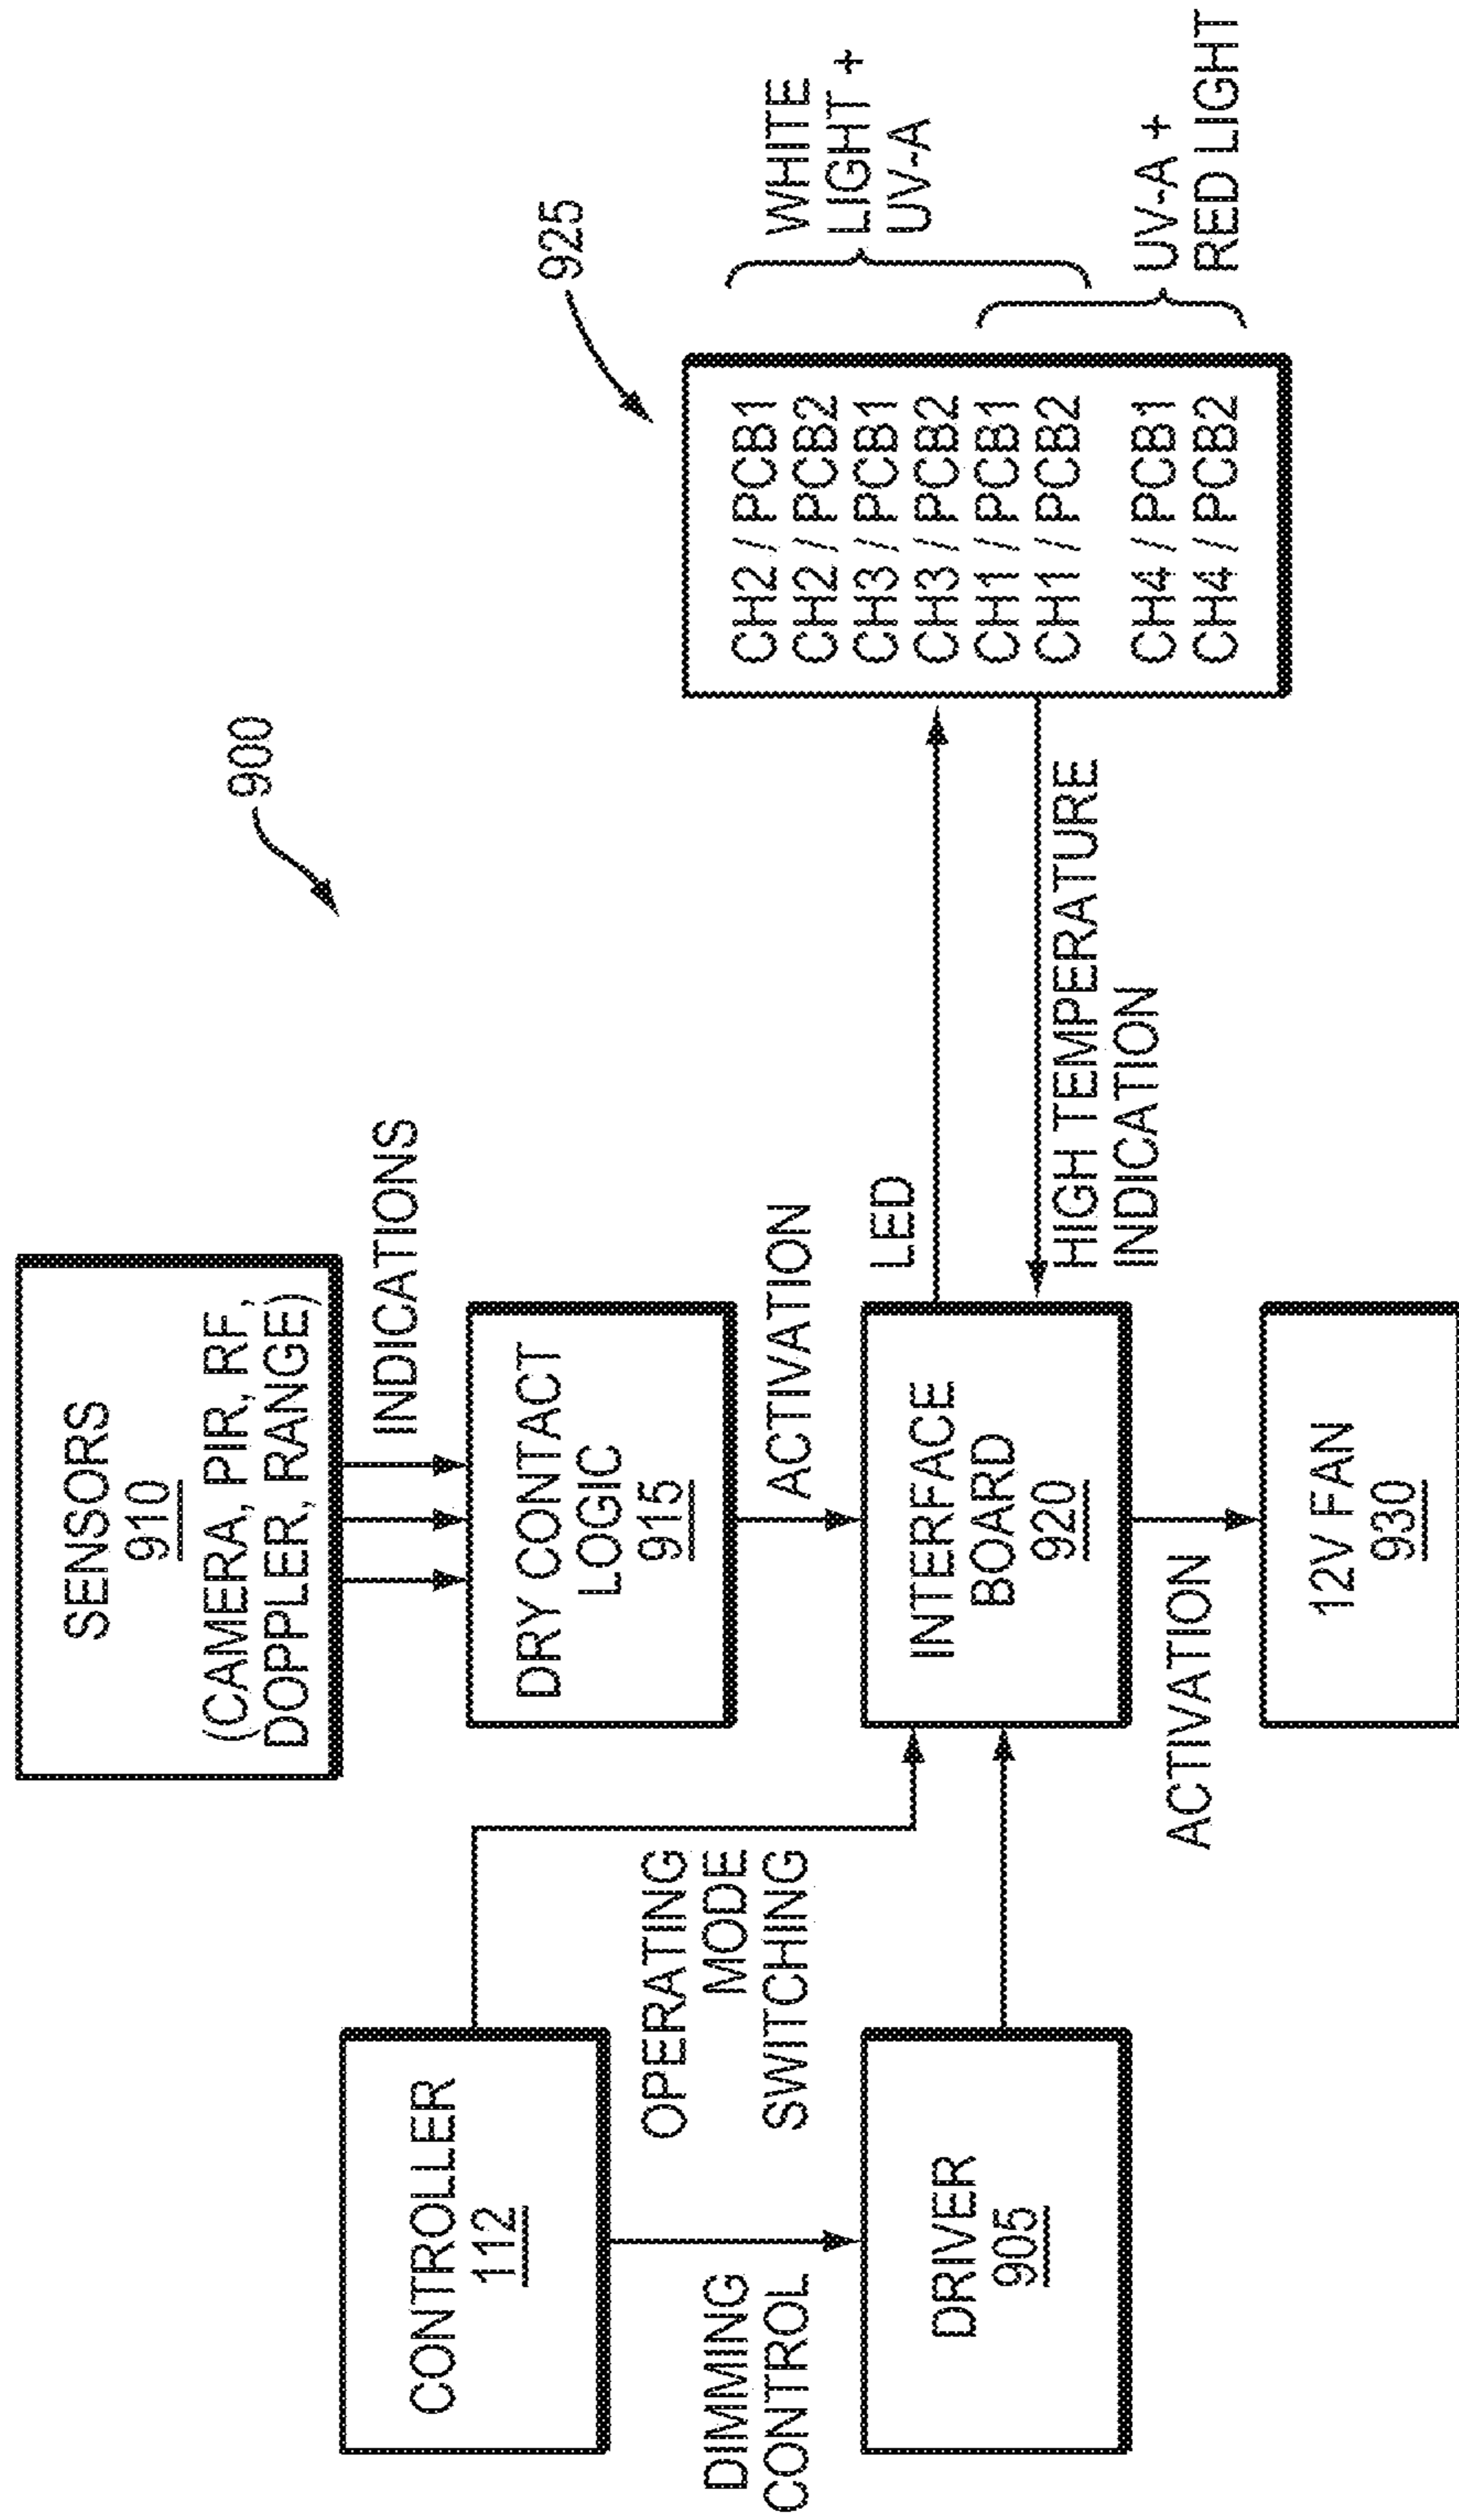 900
SENSORS
910
(CAMERA, PIR, RF,
DOPPLER, RANGE)
INDICATIONS
CONTROLLER
112
DRY CONTACT
LOGIC
915
OPERATING
MODE
SWITCHING
DIMMING
CONTROL
ACTIVATION
DRIVER
905
INTERFACE
BOARD
920
LED
HIGH TEMPERATURE
INDICATION
925
CH2 / PCB1
CH2 / PCB2
CH3 / PCB1
CH3 / PCB2
CH1 / PCB1
CH1 / PCB2
CH4 / PCB1
CH4 / PCB2
WHITE
LIGHT +
UV-A
UV-A +
RED LIGHT
ACTIVATION
12V FAN
930